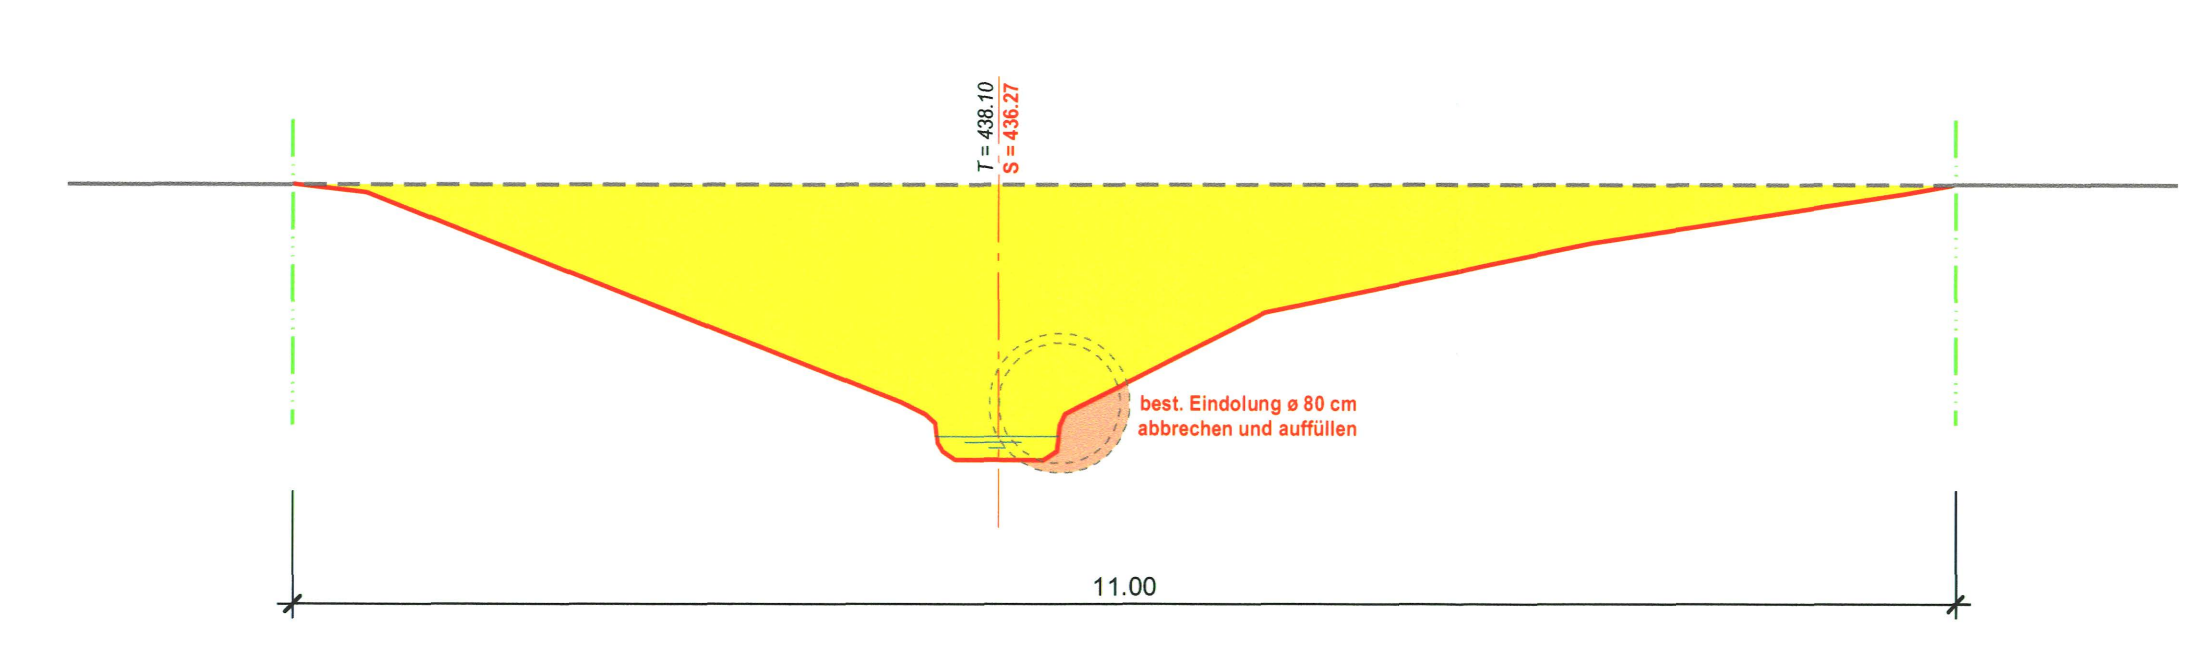 T = 438.10
S = 436.27
best. Eindolung ø 80 cm
abbrechen und auffüllen
11.00